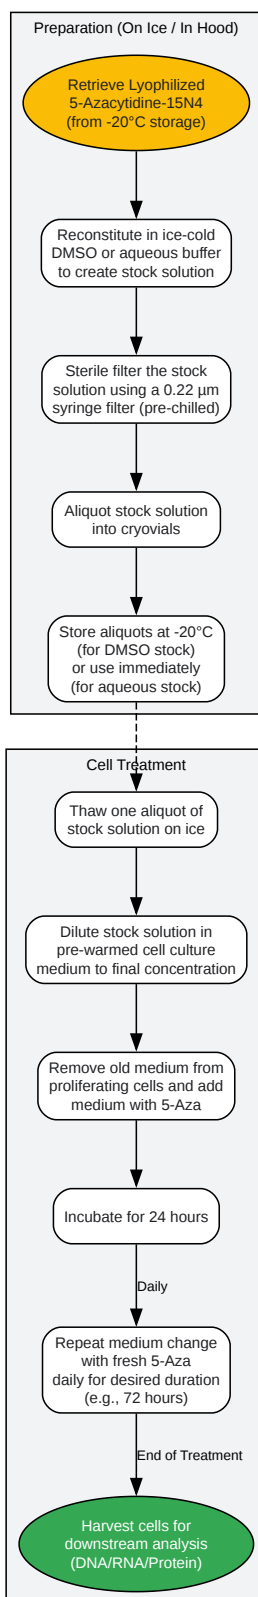 Preparation (On Ice / In Hood)
Retrieve Lyophilized
5-Azacytidine-15N4
(from -20°C storage)
Reconstitute in ice-cold
DMSO or aqueous buffer
to create stock solution
Sterile filter the stock
solution using a 0.22 µm
syringe filter (pre-chilled)
Aliquot stock solution
into cryovials
Store aliquots at -20°C
(for DMSO stock)
or use immediately
(for aqueous stock)
Cell Treatment
Thaw one aliquot of
stock solution on ice
Dilute stock solution in
pre-warmed cell culture
medium to final concentration
Remove old medium from
proliferating cells and add
medium with 5-Aza
Incubate for 24 hours
Daily
Repeat medium change
with fresh 5-Aza
daily for desired duration
(e.g., 72 hours)
End of Treatment
Harvest cells for
downstream analysis
(DNA/RNA/Protein)